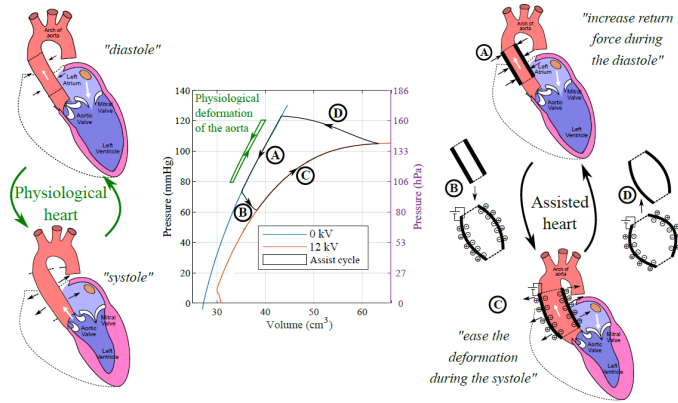 "diastole"
Arch of
aorta
Left
Atrium
Mitral
Valve
Aortic
Valve
Left
Ventricle
Physiological
heart
"systole"
Arch of
aorta
Mitral
Valve
Aortic
Valve
Left
Ventricle
Physiological
deformation
of the aorta
Pressure (mmHg)
140
120
100
80
60
40
20
0
186
160
133
106
80
53
27
0
Pressure (hPa)
30
40
50
60
Volume (cm³)
A
B
C
D
0 kV
12 kV
Assist cycle
"increase return
force during
the diastole"
A
Arch of
aorta
Left
Atrium
Mitral
Valve
Aortic
Valve
Left
Ventricle
B
Assisted
heart
D
C
Arch of
aorta
Mitral
Valve
Aortic
Valve
Left
Ventricle
"ease the
deformation
during the systole"